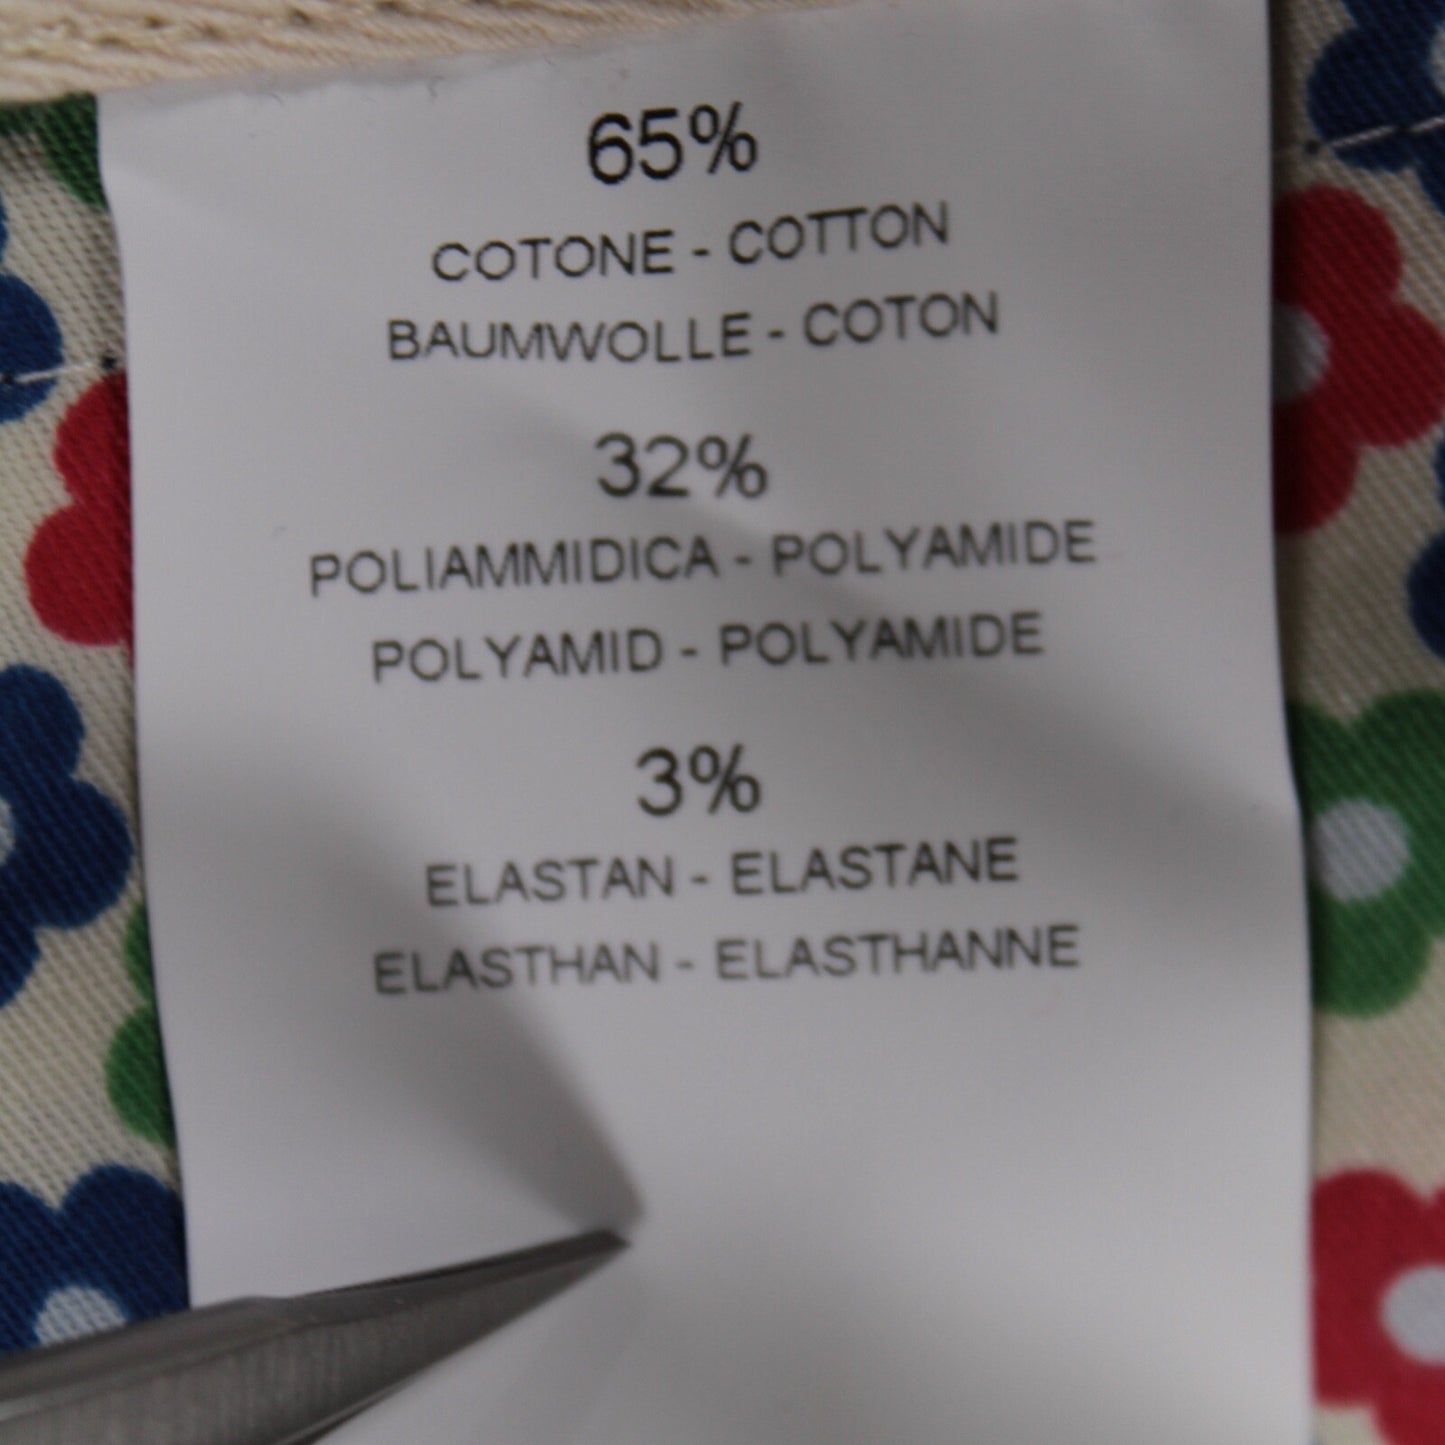 65%
COTONE - COTTON
BAUMWOLLE - COTON
32%
POLIAMMIDICA - POLYAMIDE
POLYAMID - POLYAMIDE
3%
ELASTAN - ELASTANE
ELASTHAN - ELASTHANNE